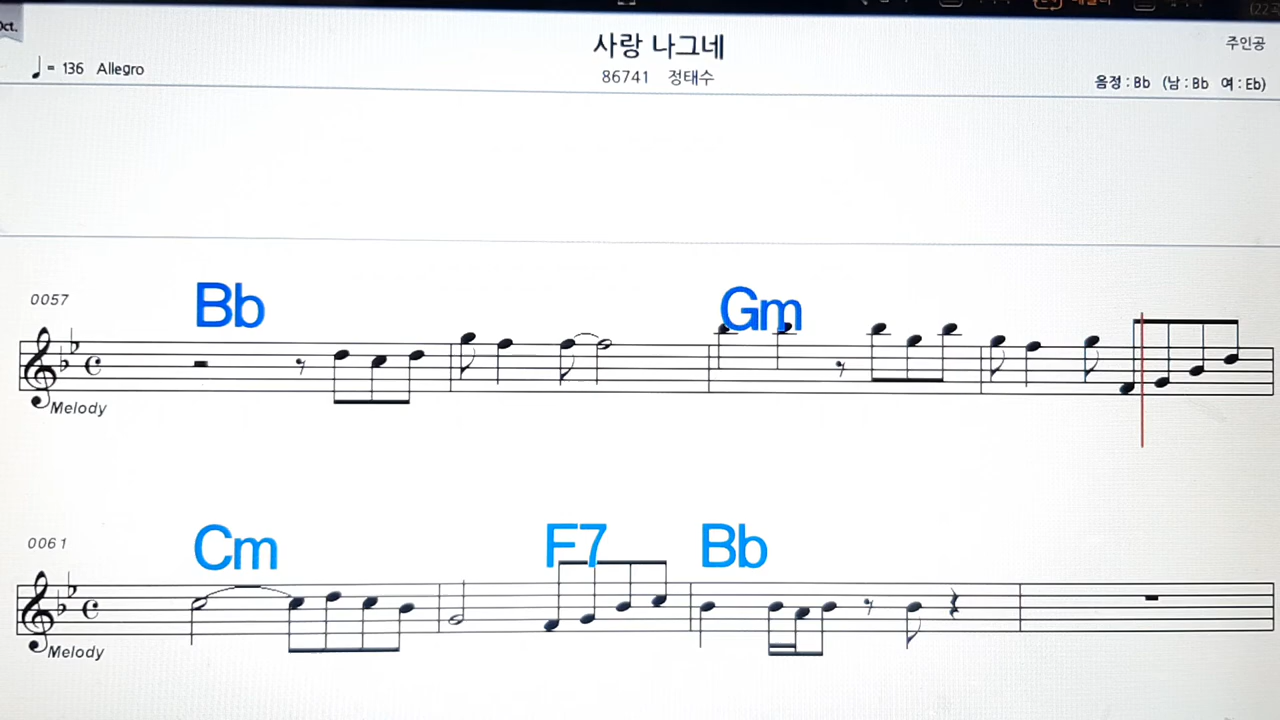 Oct.
사랑 나그네
주인공
♩ = 136 Allegro
86741 정태수
음정 : Bb (남 : Bb 여 : Eb)
0057
Bb Gm
Melody
0061
Cm F7 Bb
Melody